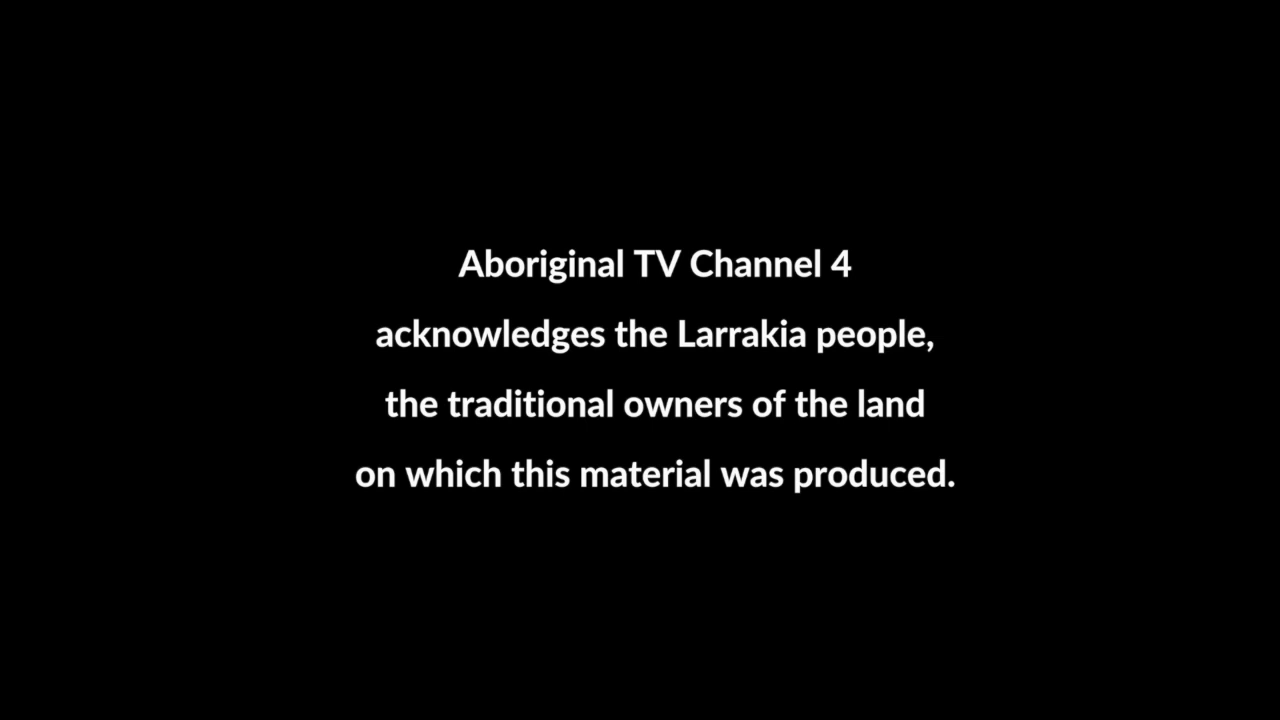 Aboriginal TV Channel 4
acknowledges the Larrakia people,
the traditional owners of the land
on which this material was produced.